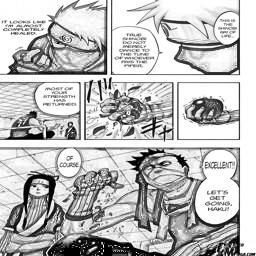 THIS IS
THE
SHINOBI
WAY OF
LIFE.
TRUE
SHINOBI DO
NOT
MERELY
DANCE TO
THE TUNE
OF WHOEVER
PAYS THE
PIPER.
IT LOOKS
LIKE
I'M ALMOST
COMPLETELY
HEALED.
MOST OF
YOUR
STRENGTH
HAS
RETURNED.
EXCELLENT!!
LET'S
GET
GOING,
HAKU!
OF
COURSE.